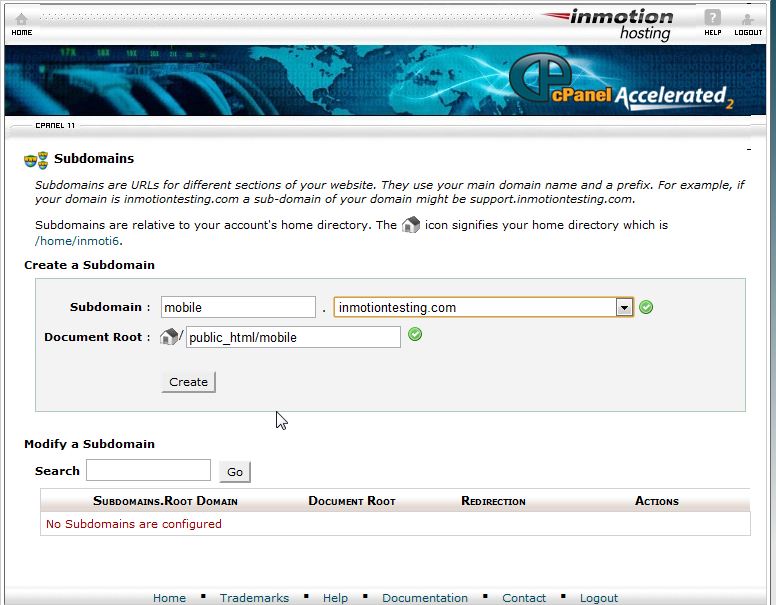 HOME
inmotion
hosting
HELP
LOGOUT
cPanel Accelerated2
CPANEL 11
Subdomains
Subdomains are URLs for different sections of your website. They use your main domain name and a prefix. For example, if
your domain is inmotiontesting.com a sub-domain of your domain might be support.inmotiontesting.com.
Subdomains are relative to your account's home directory. The icon signifies your home directory which is
/home/inmoti6.
Create a Subdomain
Subdomain : mobile . inmotiontesting.com
Document Root : / public_html/mobile
Create
Modify a Subdomain
Search Go
Subdomains.Root Domain Document Root Redirection Actions
No Subdomains are configured
Home ▪ Trademarks ▪ Help ▪ Documentation ▪ Contact ▪ Logout